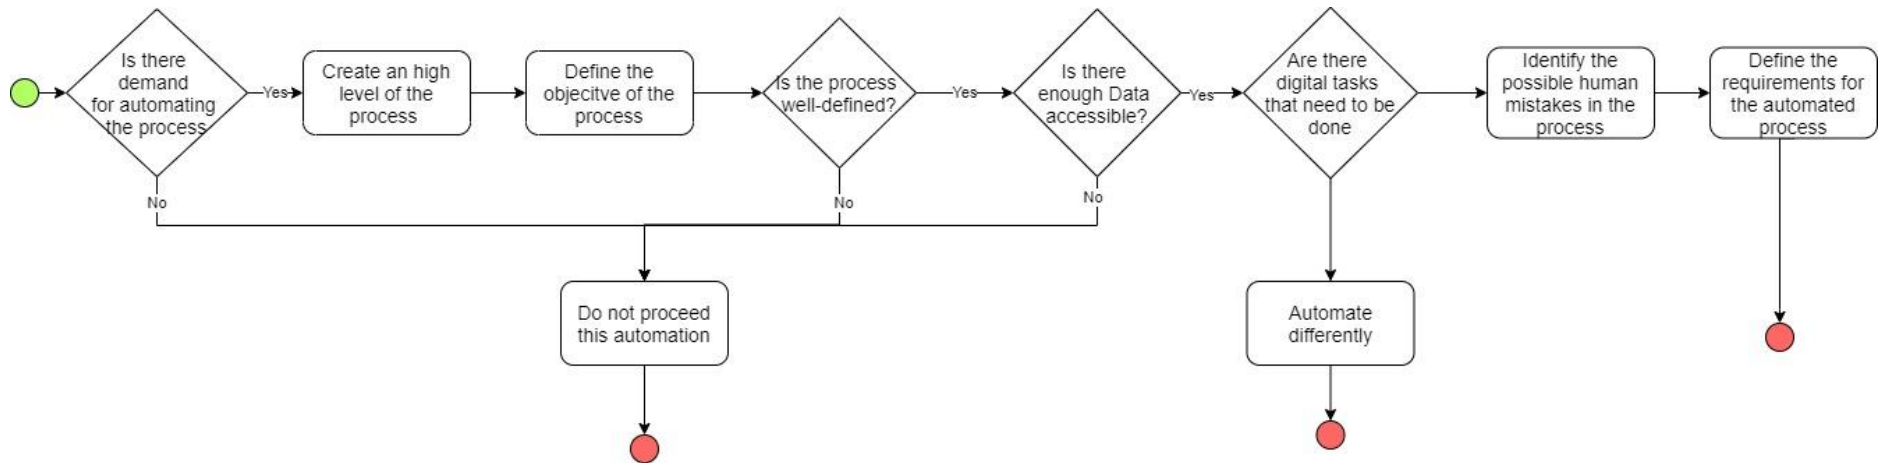 Is there
demand
for automating
the process
Yes
Create an high
level of the
process
Define the
objecitve of the
process
Is the process
well-defined?
Yes
Is there
enough Data
accessible?
Yes
Are there
digital tasks
that need to be
done
Identify the
possible human
mistakes in the
process
Define the
requirements for
the automated
process
No
No
No
Do not proceed
this automation
Automate
differently